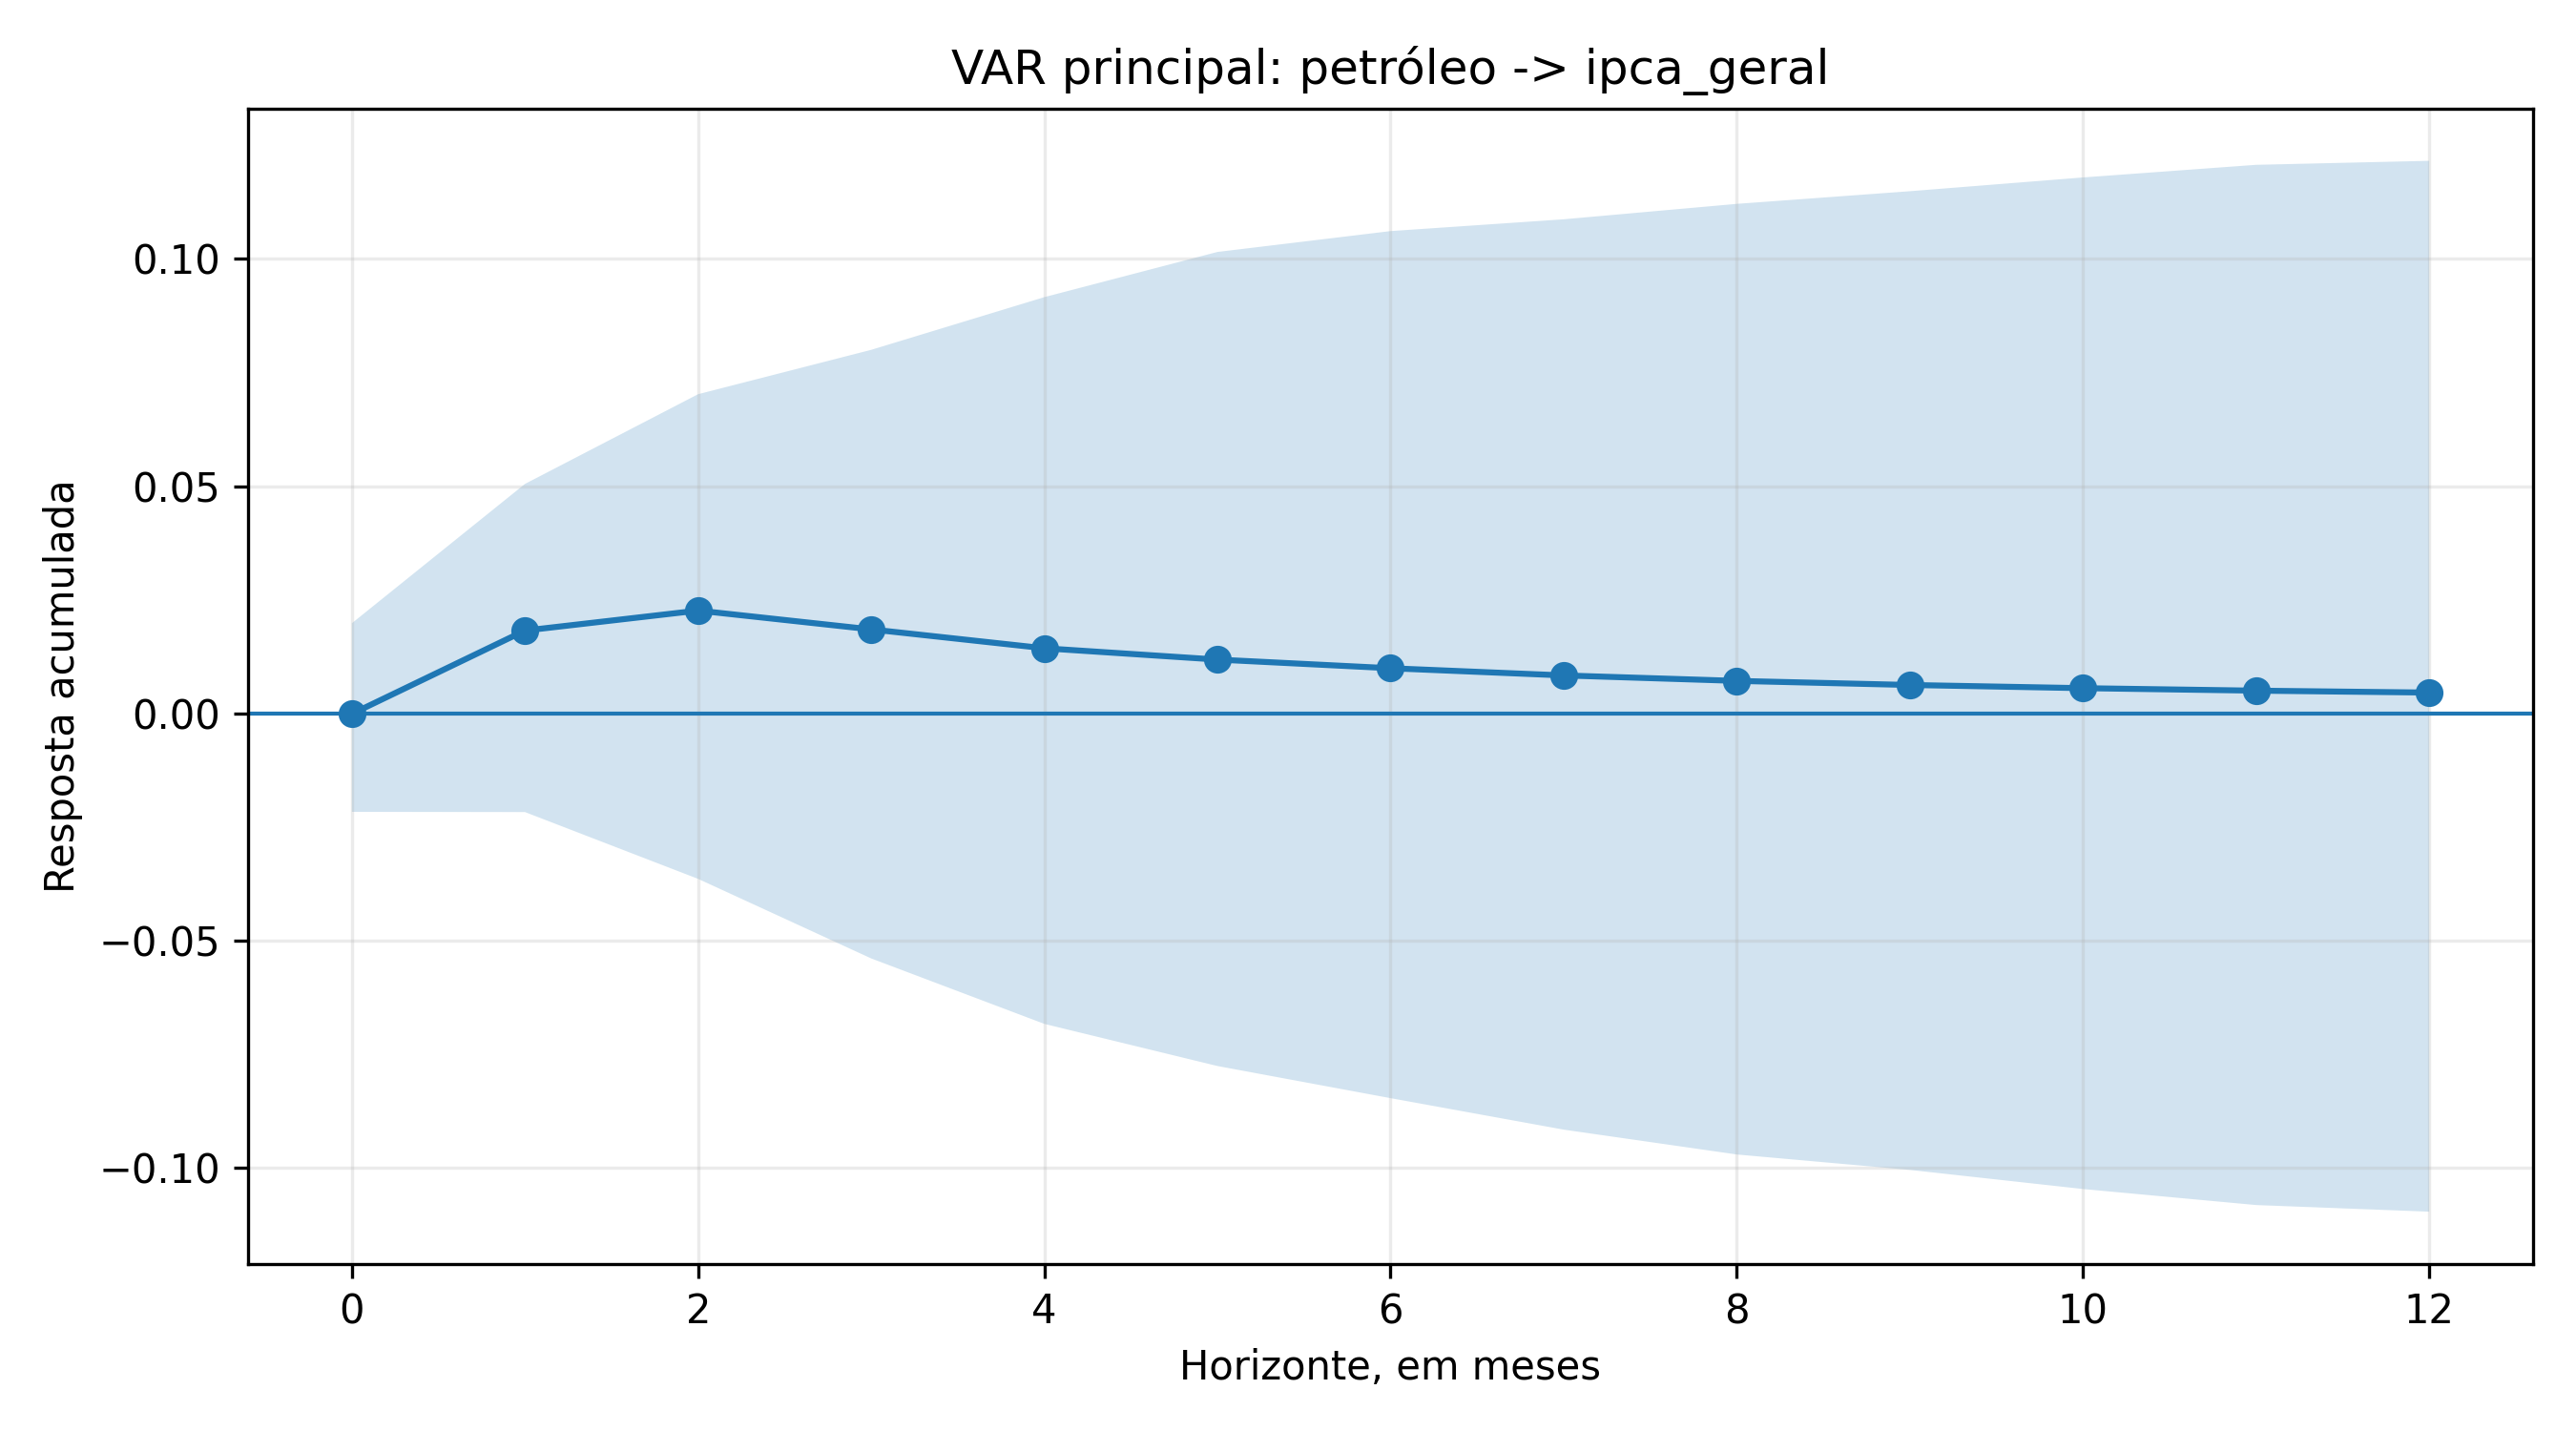 VAR principal: petróleo -> ipca_geral
Resposta acumulada
0.10
0.05
0.00
−0.05
−0.10
0 2 4 6 8 10 12
Horizonte, em meses